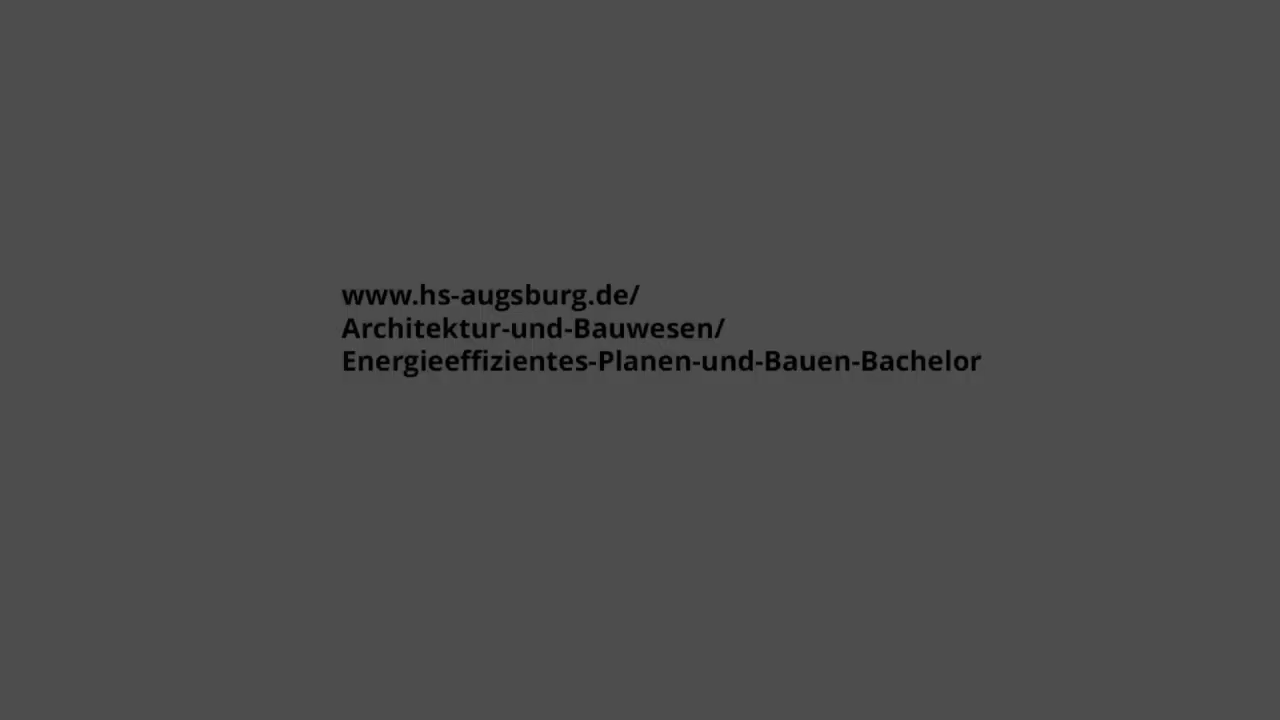 www.hs-augsburg.de/
Architektur-und-Bauwesen/
Energieeffizientes-Planen-und-Bauen-Bachelor